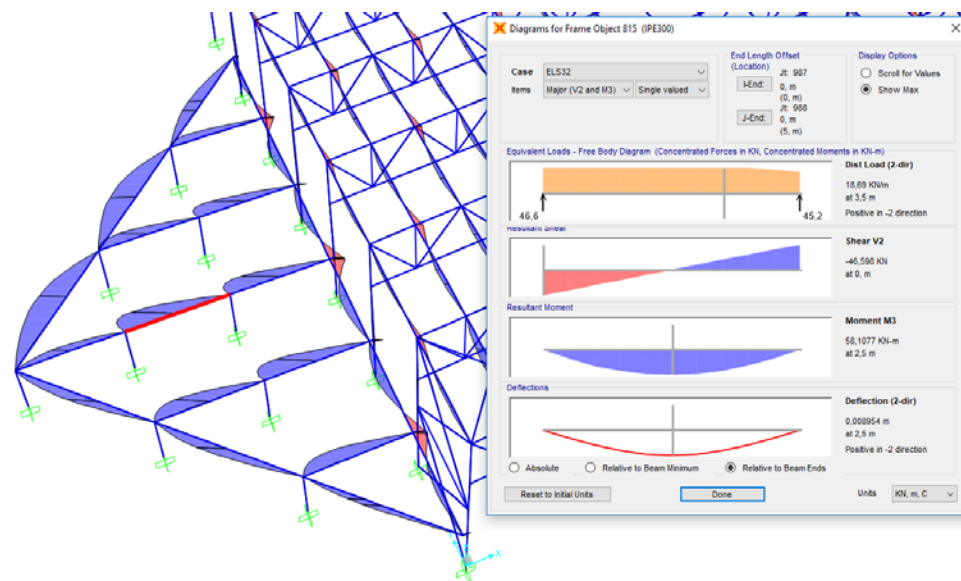 Diagrams for Frame Object 815 (IPE300)
Case ELS32
Items Major (V2 and M3) Single valued
End Length Offset
(Location)
I-End: Jt: 987
0, m
(0, m)
J-End: Jt: 988
0, m
(5, m)
Display Options
Scroll for Values
Show Max
Equivalent Loads - Free Body Diagram (Concentrated Forces in KN, Concentrated Moments in KN-m)
46,6
45,2
Dist Load (2-dir)
18,69 KN/m
at 3,5 m
Positive in -2 direction
Resultant Shear
Shear V2
-46,598 KN
at 0, m
Resultant Moment
Moment M3
58,1077 KN-m
at 2,5 m
Deflections
Deflection (2-dir)
0,008954 m
at 2,5 m
Positive in -2 direction
Absolute Relative to Beam Minimum Relative to Beam Ends
Reset to Initial Units Done Units KN, m, C
X